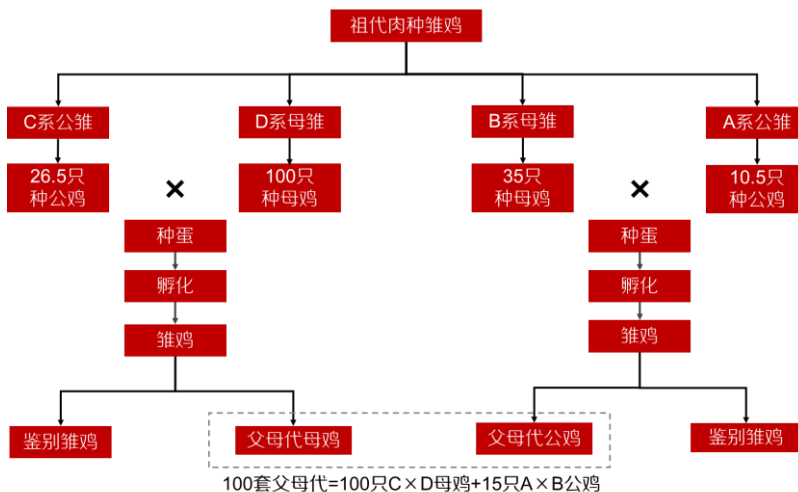 祖代肉种雏鸡
C系公雏
D系母雏
B系母雏
A系公雏
26.5只
种公鸡
×
100只
种母鸡
35只
种母鸡
×
10.5只
种公鸡
种蛋
种蛋
孵化
孵化
雏鸡
雏鸡
鉴别雏鸡
父母代母鸡
父母代公鸡
鉴别雏鸡
100套父母代=100只C×D母鸡+15只A×B公鸡